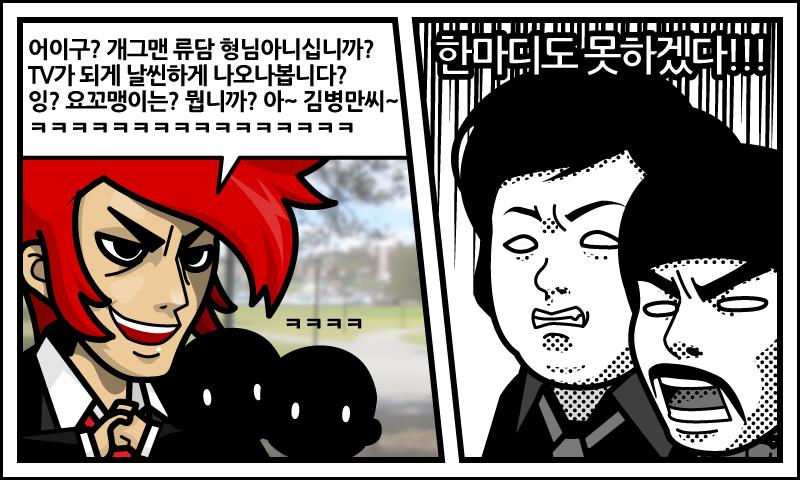 어이구? 개그맨 류담 형님아니십니까?
TV가 되게 날씬하게 나오나봅니다?
잉? 요꼬맹이는? 뭡니까? 아~ 김병만씨~
ㅋㅋㅋㅋㅋㅋㅋㅋㅋㅋㅋㅋㅋㅋㅋㅋㅋ
ㅋㅋㅋㅋ
한마디도 못하겠다!!!